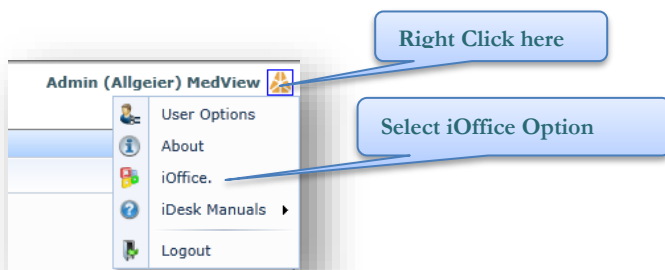 Right Click here
Admin (Allgeier) MedView
User Options
Select iOffice Option
About
iOffice.
iDesk Manuals
Logout